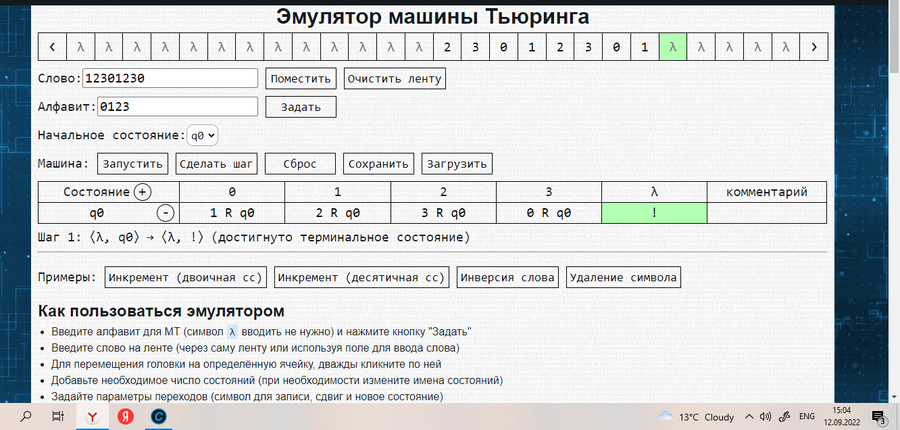 Эмулятор машины Тьюринга
< λ λ λ λ λ λ λ λ λ λ λ λ λ 2 3 0 1 2 3 0 1 λ λ λ λ λ >
Слово: 12301230 Поместить Очистить ленту
Алфавит: 0123 Задать
Начальное состояние: q0
Машина: Запустить Сделать шаг Сброс Сохранить Загрузить
Состояние + 0 1 2 3 λ комментарий
q0 - 1 R q0 2 R q0 3 R q0 0 R q0 !
Шаг 1: ⟨λ, q0⟩ → ⟨λ, !⟩ (достигнуто терминальное состояние)
Примеры: Инкремент (двоичная сс) Инкремент (десятичная сс) Инверсия слова Удаление символа
Как пользоваться эмулятором
• Введите алфавит для МТ (символ λ вводить не нужно) и нажмите кнопку "Задать"
• Введите слово на ленте (через саму ленту или используя поле для ввода слова)
• Для перемещения головки на определённую ячейку, дважды кликните по ней
• Добавьте необходимое число состояний (при необходимости измените имена состояний)
• Задайте параметры переходов (символ для записи, сдвиг и новое состояние)
Y Я C 13°C Cloudy ENG 15:04
12.09.2022 3